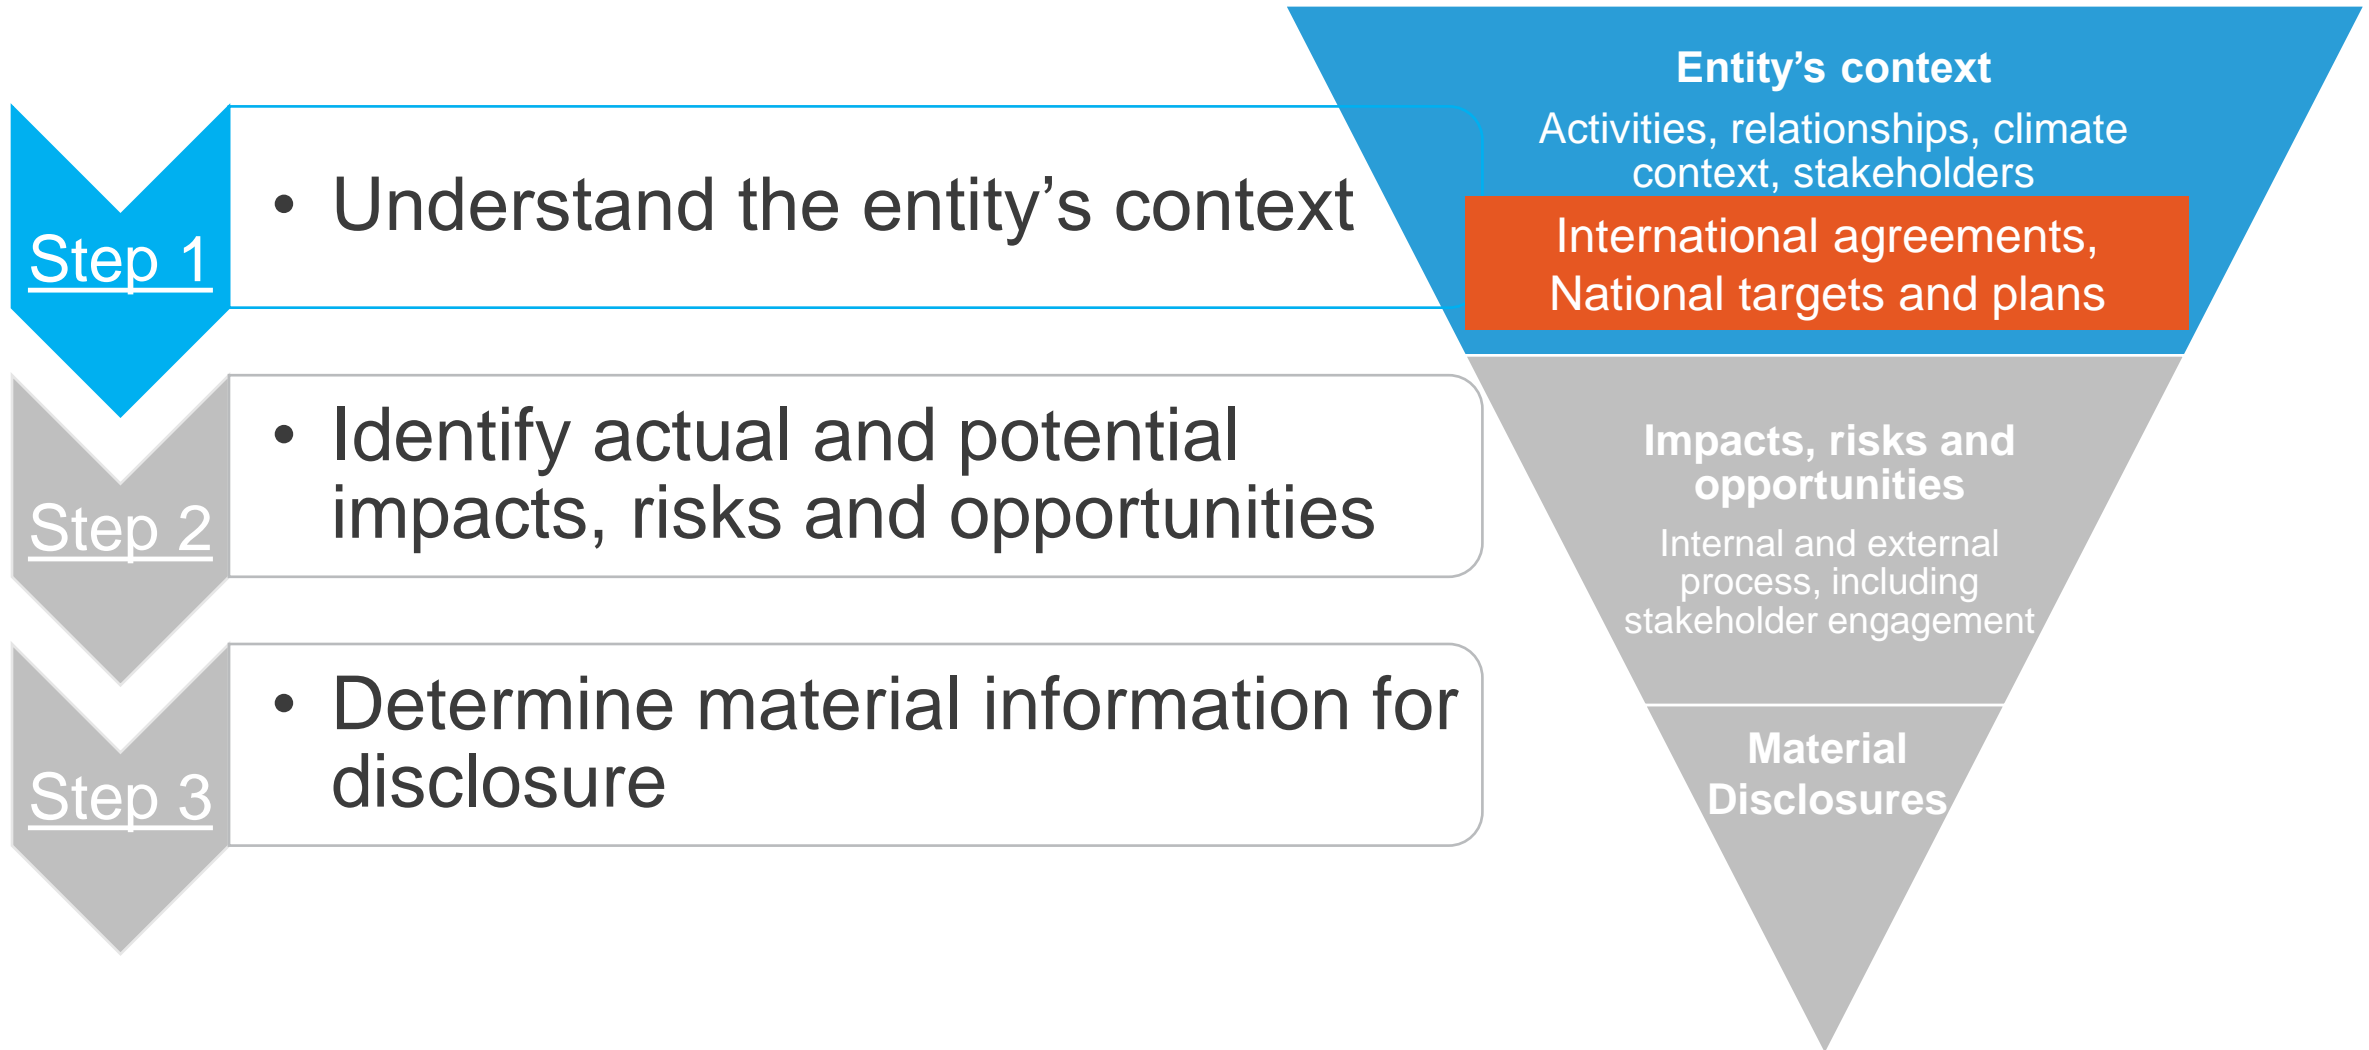 Step 1
• Understand the entity’s context
Step 2
• Identify actual and potential
impacts, risks and opportunities
Step 3
• Determine material information for
disclosure
Entity’s context
Activities, relationships, climate
context, stakeholders
International agreements,
National targets and plans
Impacts, risks and
opportunities
Internal and external
process, including
stakeholder engagement
Material
Disclosures